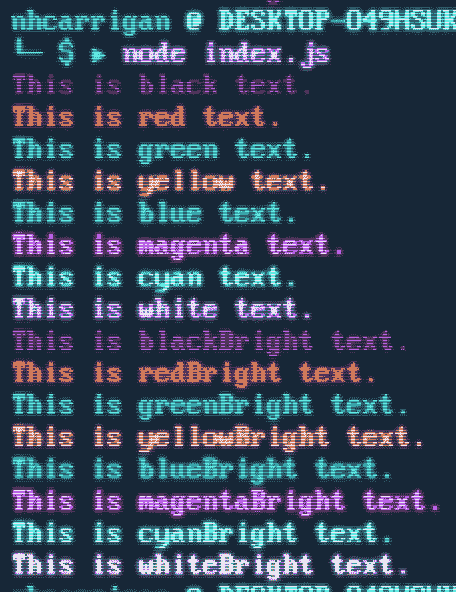 nhcarrigan @ DESKTOP-O49HSUK
└─ $ ▸ node index.js
This is black text.
This is red text.
This is green text.
This is yellow text.
This is blue text.
This is magenta text.
This is cyan text.
This is white text.
This is blackBright text.
This is redBright text.
This is greenBright text.
This is yellowBright text.
This is blueBright text.
This is magentaBright text.
This is cyanBright text.
This is whiteBright text.